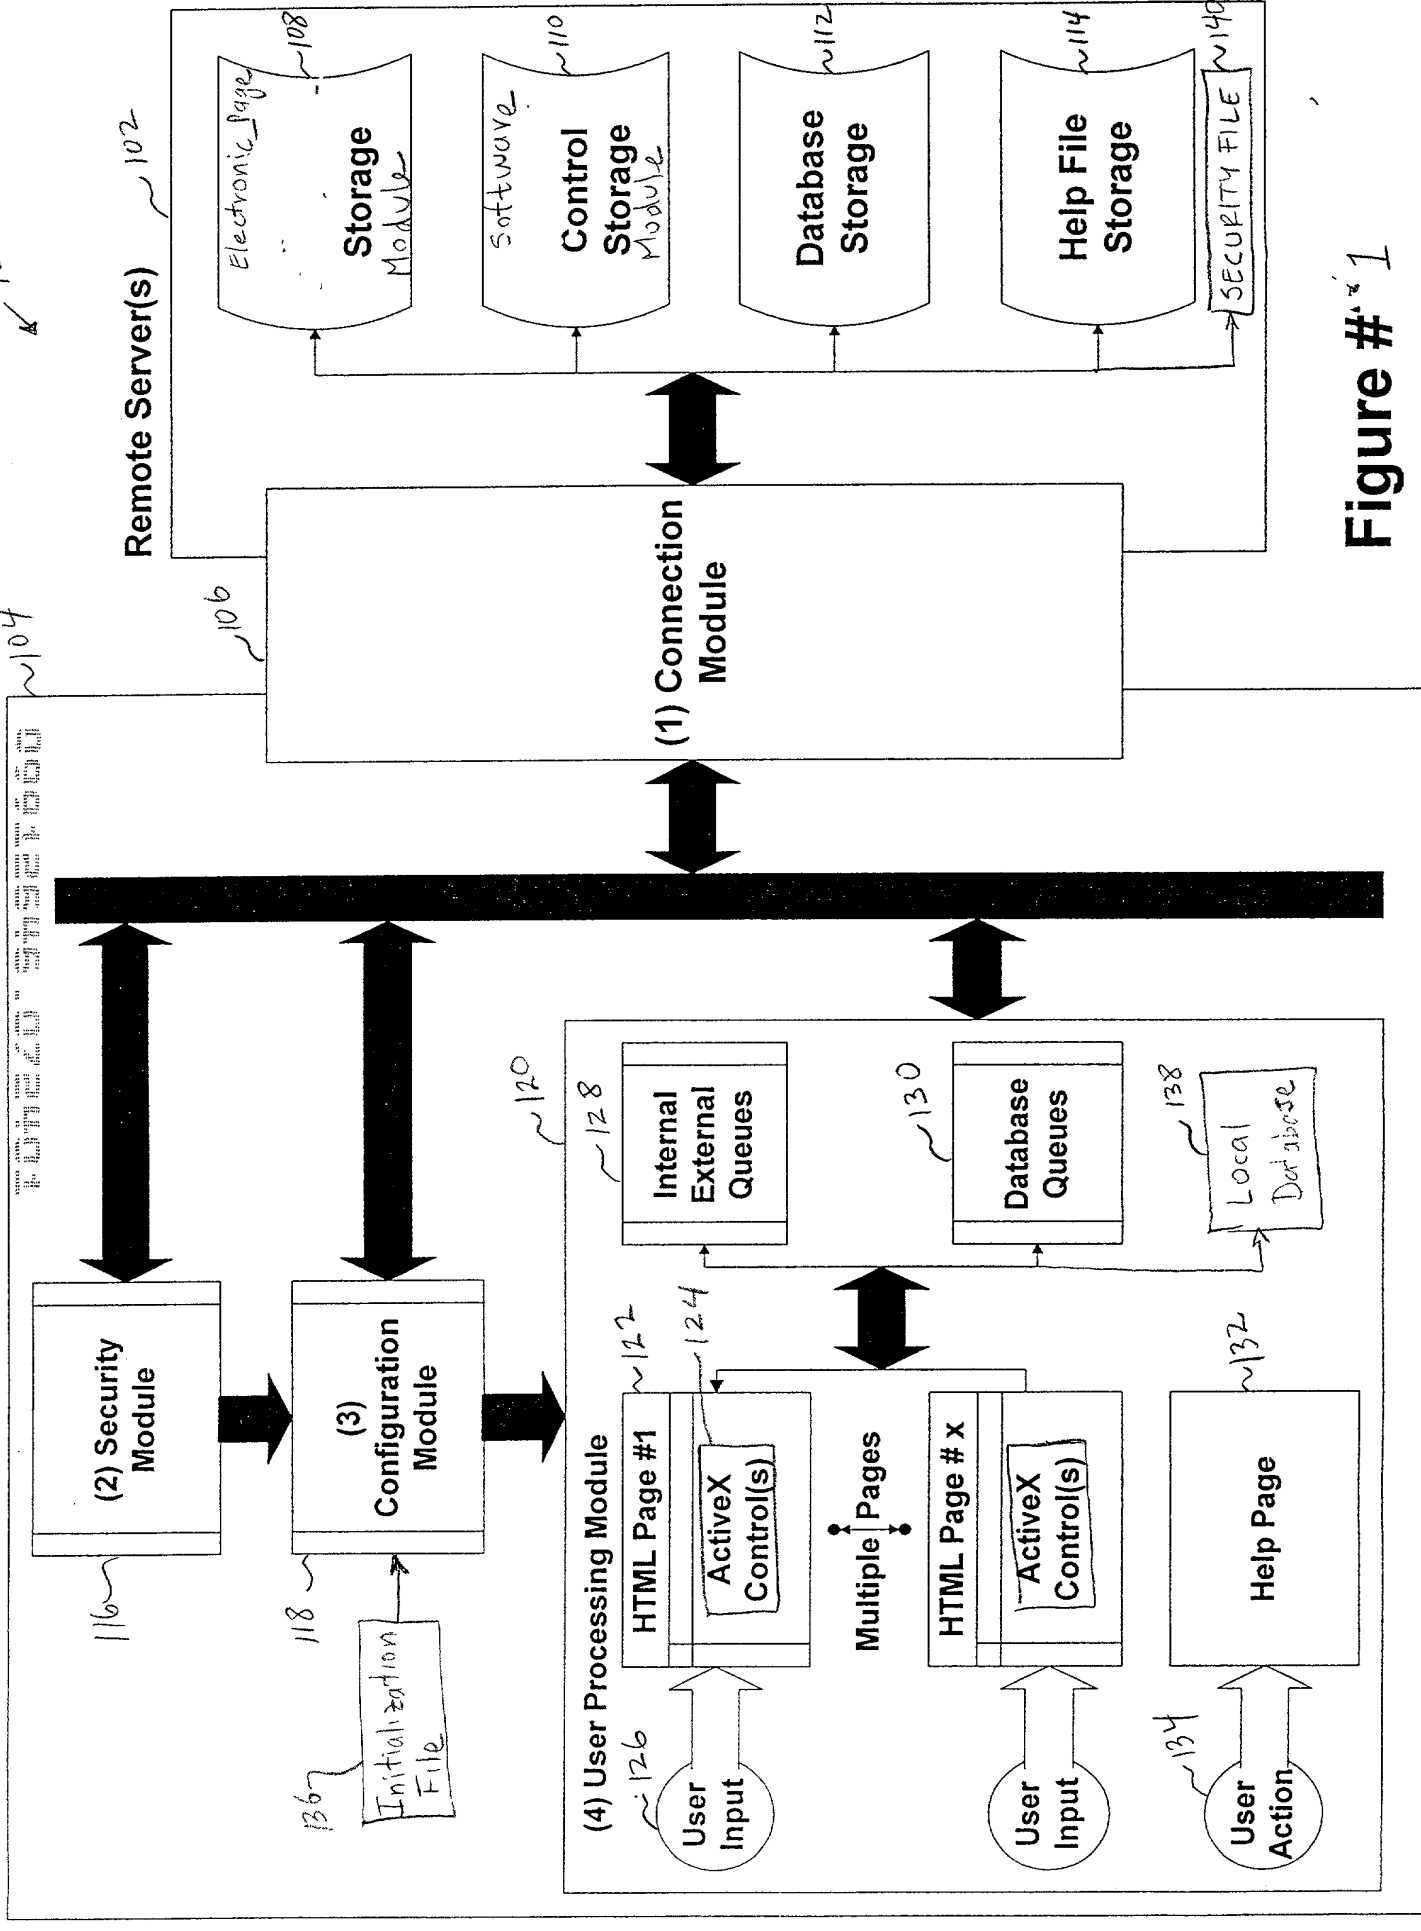 104
(2) Security
Module
116
(3)
Configuration
Module
118
Initialization
File
136
(4) User Processing Module
120
User
Input
126
HTML Page #1
122
ActiveX
Control(s)
124
Multiple Pages
User
Input
HTML Page # x
ActiveX
Control(s)
User
Action
134
Help Page
132
Internal
External
Queues
128
Database
Queues
130
Local
Database
138
(1) Connection
Module
106
Remote Server(s)
102
Electronic Page
Storage
Module
108
Software
Control
Storage
Module
110
Database
Storage
112
Help File
Storage
114
SECURITY FILE
140
Figure # 1